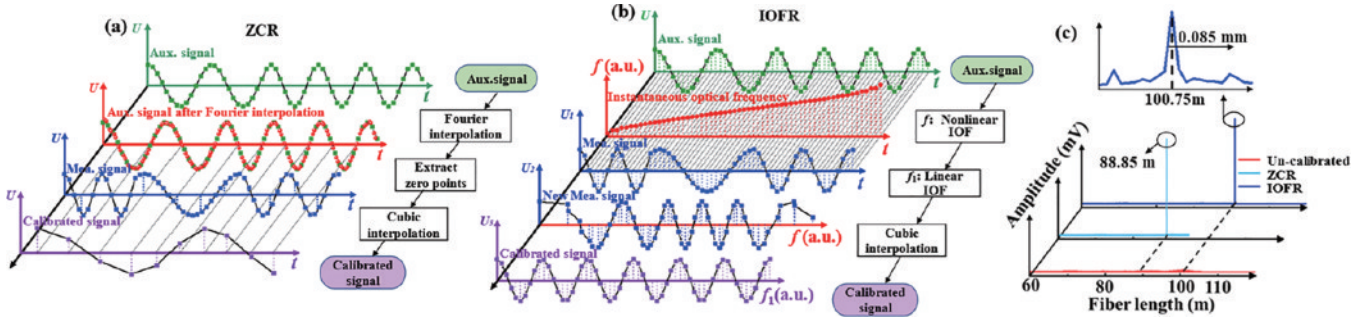 (a)
ZCR
U
Aux. signal
t
U
Aux. signal after Fourier interpolation
t
U
Mea. signal
t
U
Calibrated signal
t
Aux.signal
Fourier
interpolation
Extract
zero points
Cubic
interpolation
Calibrated
signal
(b)
IOFR
U
Aux. signal
t
f (a.u.)
Instantaneous optical frequency
t
U1
t
U2
New Mea. signal
f (a.u.)
U3
Calibrated signal
f1(a.u.)
Aux.signal
f: Nonlinear
IOF
f1: Linear
IOF
Cubic
interpolation
Calibrated
signal
(c)
0.085 mm
100.75m
88.85 m
Un-calibrated
ZCR
IOFR
Amplitude (mV)
60 80 100 110
Fiber length (m)